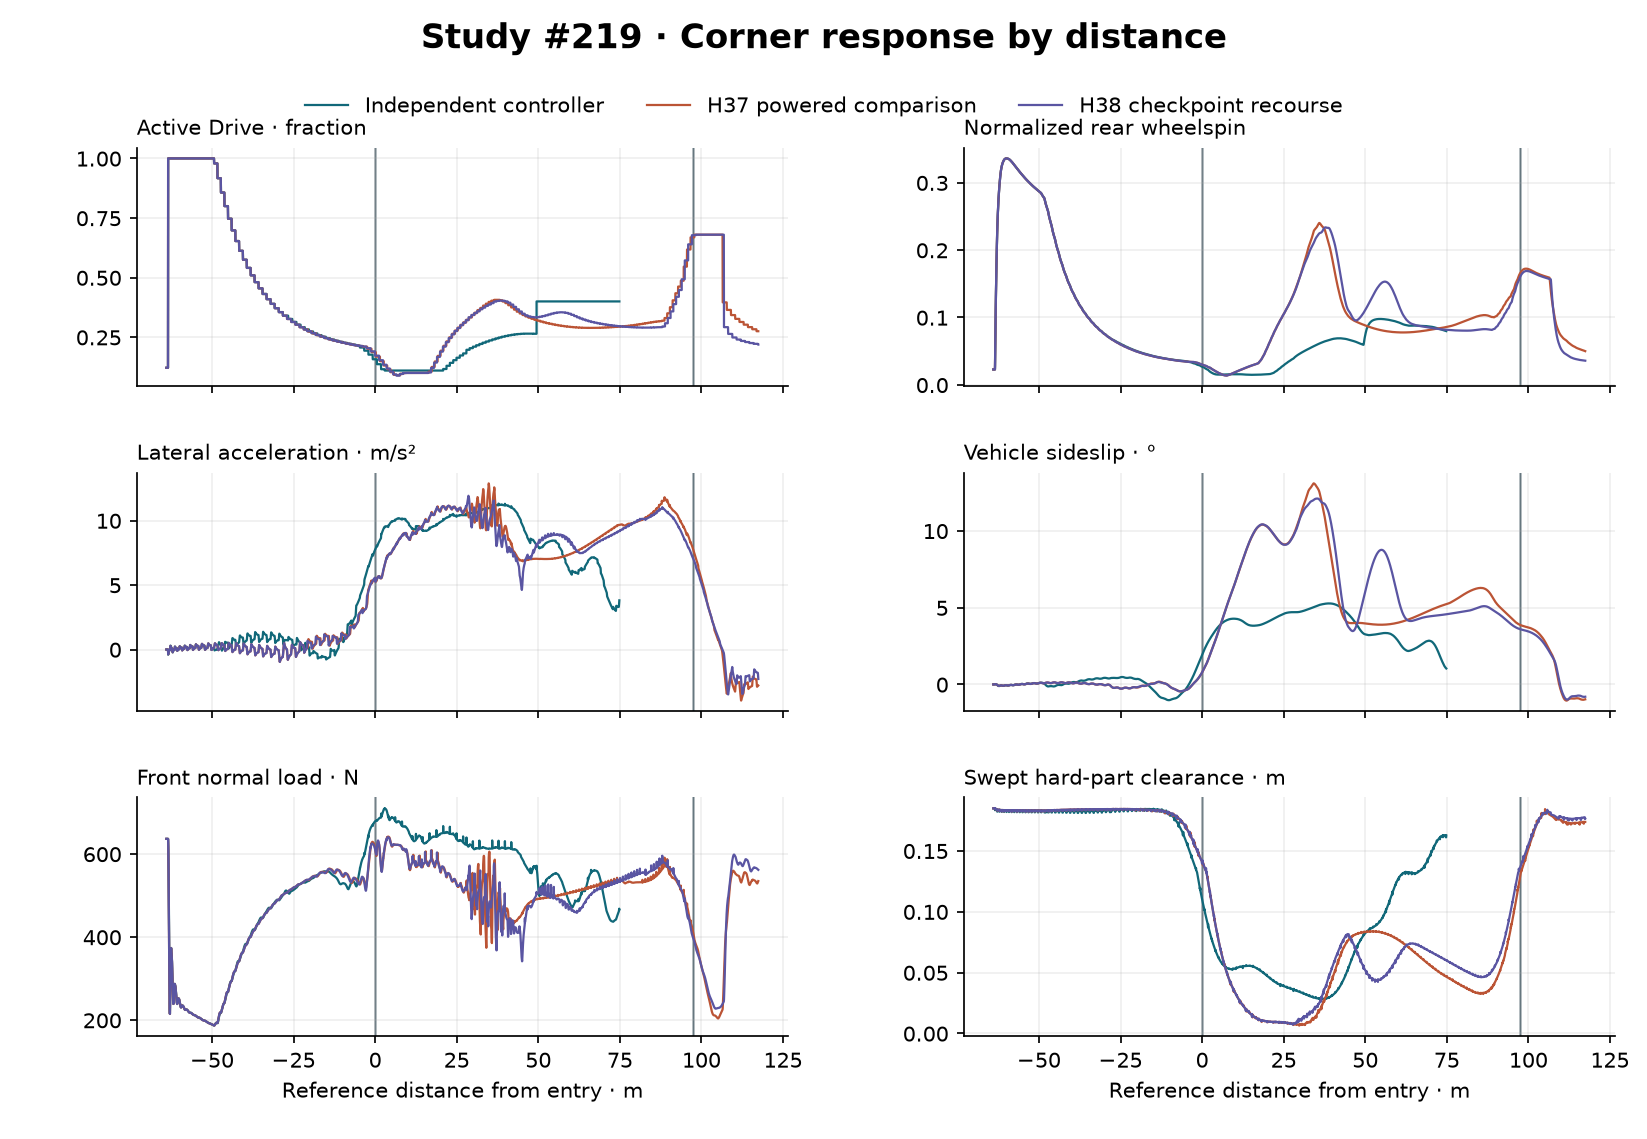 Study #219 · Corner response by distance
Independent controller
H37 powered comparison
H38 checkpoint recourse
Active Drive · fraction
1.00
0.75
0.50
0.25
Normalized rear wheelspin
0.3
0.2
0.1
0.0
Lateral acceleration · m/s²
10
5
0
Vehicle sideslip · °
10
5
0
Front normal load · N
600
400
200
−50 −25 0 25 50 75 100 125
Reference distance from entry · m
Swept hard-part clearance · m
0.15
0.10
0.05
0.00
−50 −25 0 25 50 75 100 125
Reference distance from entry · m